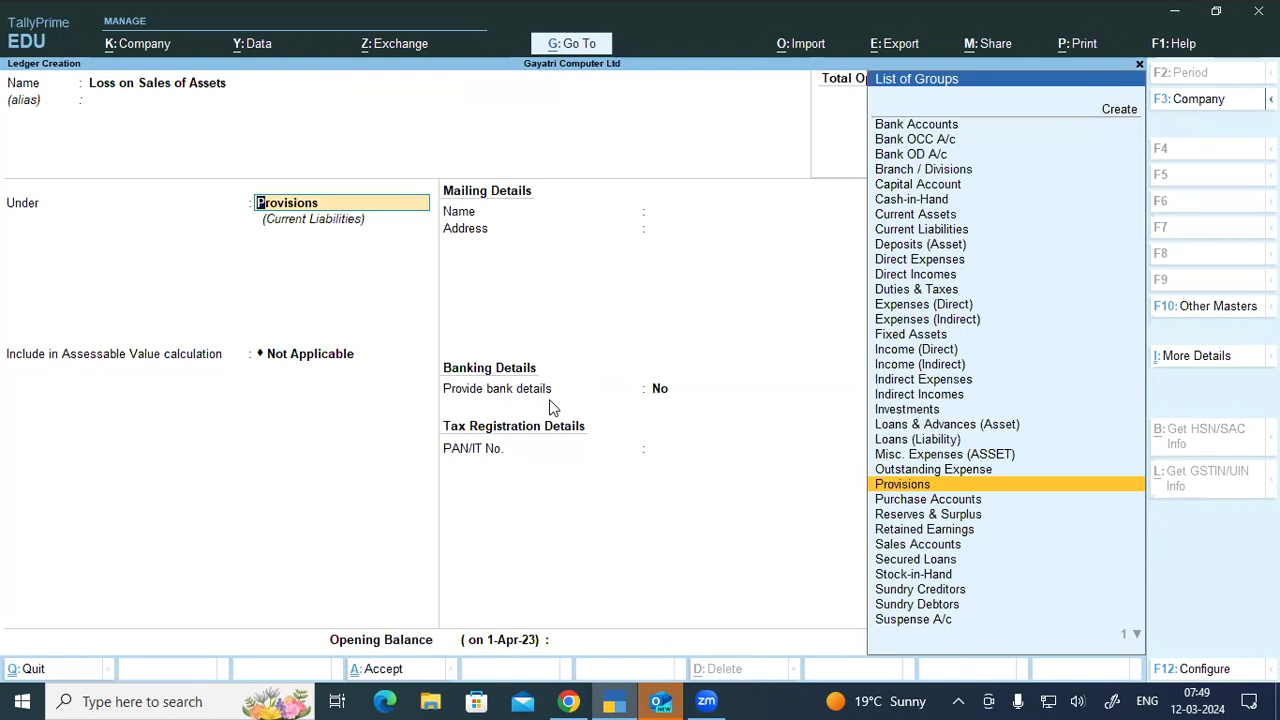 TallyPrime
EDU
MANAGE
K: Company
Y: Data
Z: Exchange
G: Go To
O: Import
E: Export
M: Share
P: Print
F1: Help
Ledger Creation
Gayatri Computer Ltd
Name : Loss on Sales of Assets
(alias) :
Total Op
Under : Provisions
(Current Liabilities)
Include in Assessable Value calculation : ♦ Not Applicable
Mailing Details
Name :
Address :
Banking Details
Provide bank details : No
Tax Registration Details
PAN/IT No. :
Opening Balance ( on 1-Apr-23) :
List of Groups
Create
Bank Accounts
Bank OCC A/c
Bank OD A/c
Branch / Divisions
Capital Account
Cash-in-Hand
Current Assets
Current Liabilities
Deposits (Asset)
Direct Expenses
Direct Incomes
Duties & Taxes
Expenses (Direct)
Expenses (Indirect)
Fixed Assets
Income (Direct)
Income (Indirect)
Indirect Expenses
Indirect Incomes
Investments
Loans & Advances (Asset)
Loans (Liability)
Misc. Expenses (ASSET)
Outstanding Expense
Provisions
Purchase Accounts
Reserves & Surplus
Retained Earnings
Sales Accounts
Secured Loans
Stock-in-Hand
Sundry Creditors
Sundry Debtors
Suspense A/c
1 ▼
F2: Period
F3: Company
F4
F5
F6
F7
F8
F9
F10: Other Masters
I: More Details
B: Get HSN/SAC
Info
L: Get GSTIN/UIN
Info
F12: Configure
Q: Quit
A: Accept
D: Delete
Type here to search
NEW
zm
19°C Sunny
ENG
07:49
12-03-2024